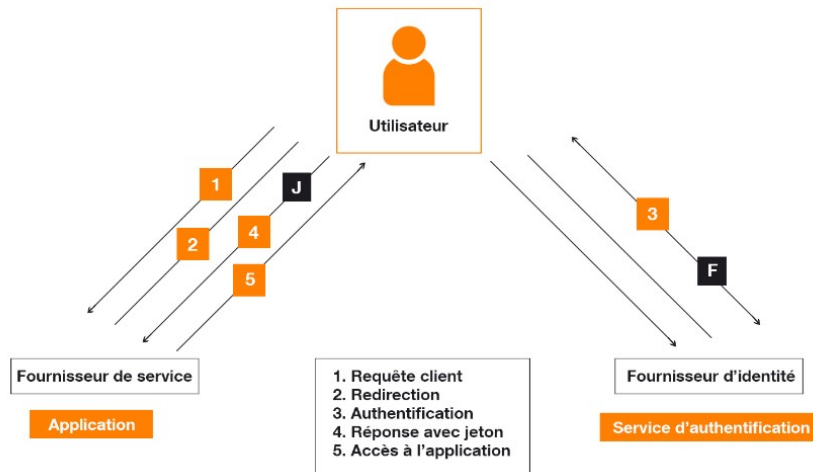 Utilisateur
1
J
3
2
4
F
5
Fournisseur de service
Application
1. Requête client
2. Redirection
3. Authentification
4. Réponse avec jeton
5. Accès à l'application
Fournisseur d'identité
Service d'authentification